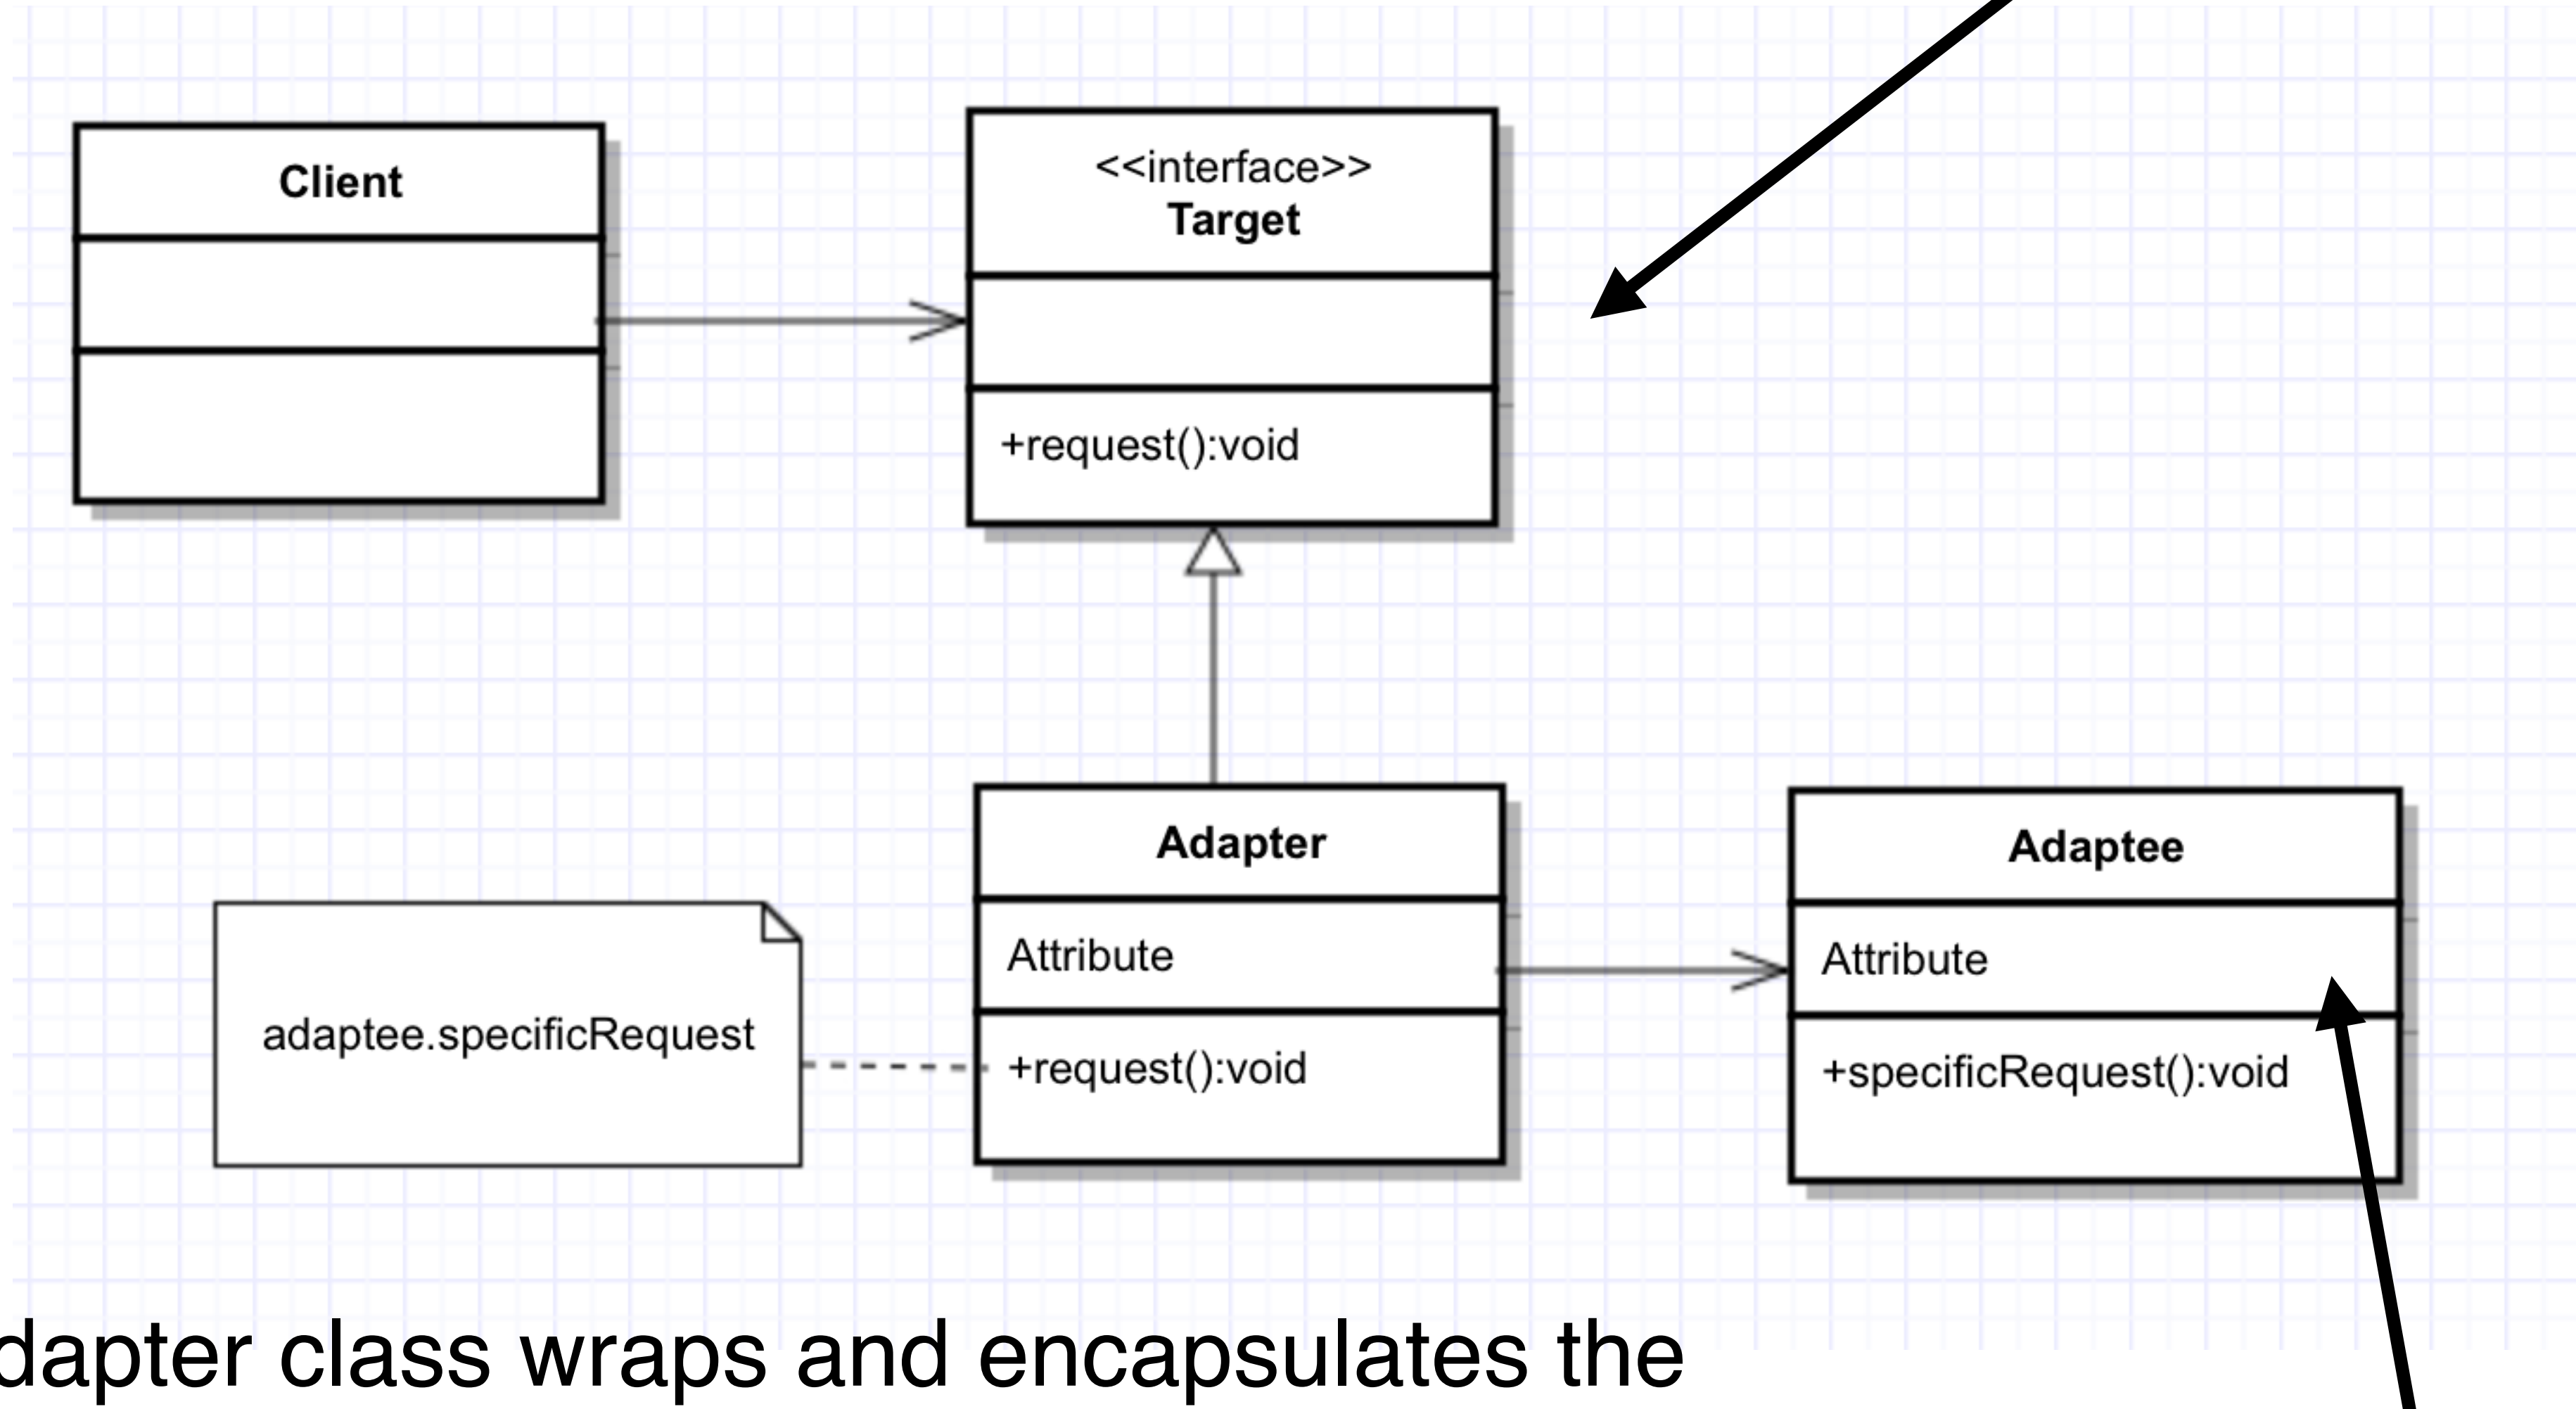 Client
<<interface>>
Target
+request():void
Adapter
Attribute
+request():void
Adaptee
Attribute
+specificRequest():void
adaptee.specificRequest
dapter class wraps and encapsulates the